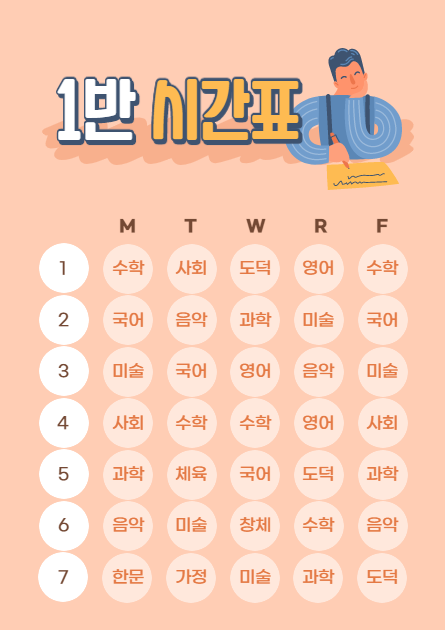 1반 시간표
M T W R F
1 수학 사회 도덕 영어 수학
2 국어 음악 과학 미술 국어
3 미술 국어 영어 음악 미술
4 사회 수학 수학 영어 사회
5 과학 체육 국어 도덕 과학
6 음악 미술 창체 수학 음악
7 한문 가정 미술 과학 도덕